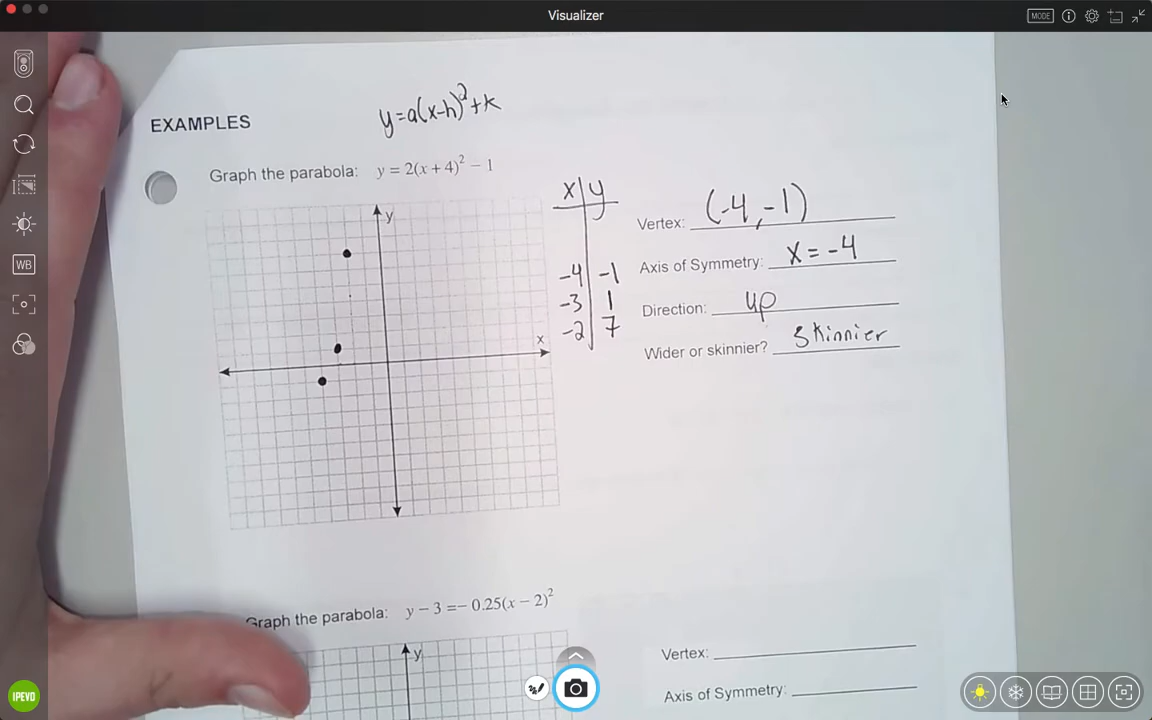 Visualizer
MODE
EXAMPLES
y=a(x-h)²+k
Graph the parabola: y = 2(x + 4)² − 1
x | y
-4 | -1
-3 | 1
-2 | 7
Vertex: (-4, -1)
Axis of Symmetry: x = -4
Direction: up
Wider or skinnier? Skinnier
y
x
WB
Graph the parabola: y − 3 =− 0.25(x − 2)²
y
Vertex:
Axis of Symmetry:
IPEVO